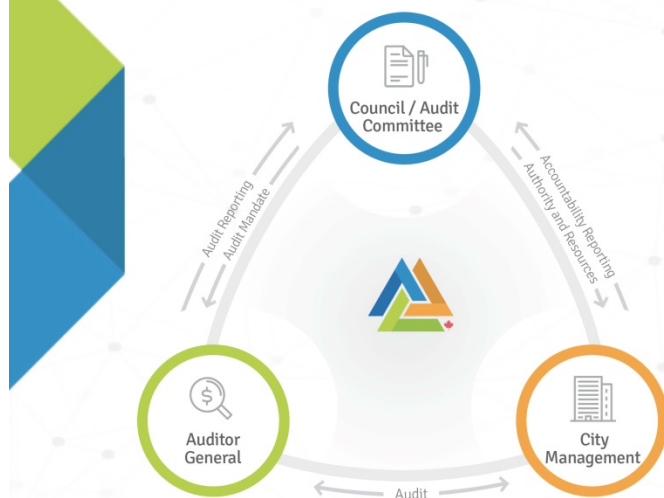 Council / Audit
Committee
Audit Reporting
Audit Mandate
Accountability Reporting
Authority and Resources
Auditor
General
City
Management
Audit
$